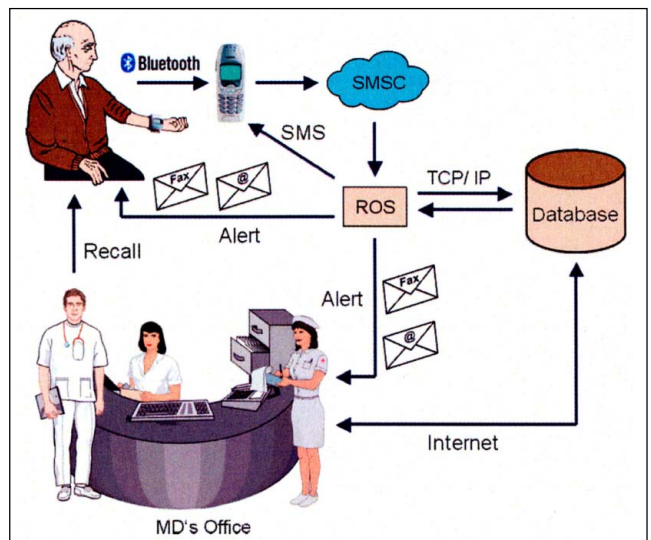 Bluetooth
SMSC
SMS
Fax
@
TCP/ IP
ROS
Database
Alert
Recall
Alert
Fax
@
Internet
MD's Office